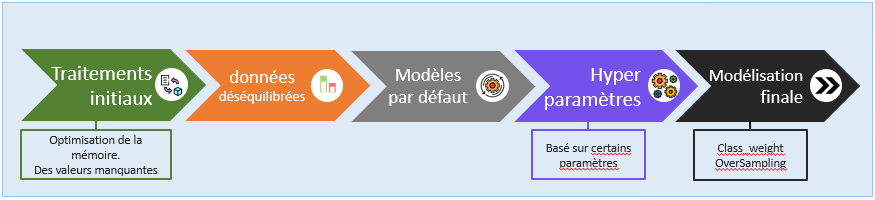 Traitements
initiaux
données
déséquilibrées
Modèles
par défaut
Hyper
paramètres
Modélisation
finale
Optimisation de la
mémoire.
Des valeurs manquantes
Basé sur certains
paramètres
Class_weight
OverSampling